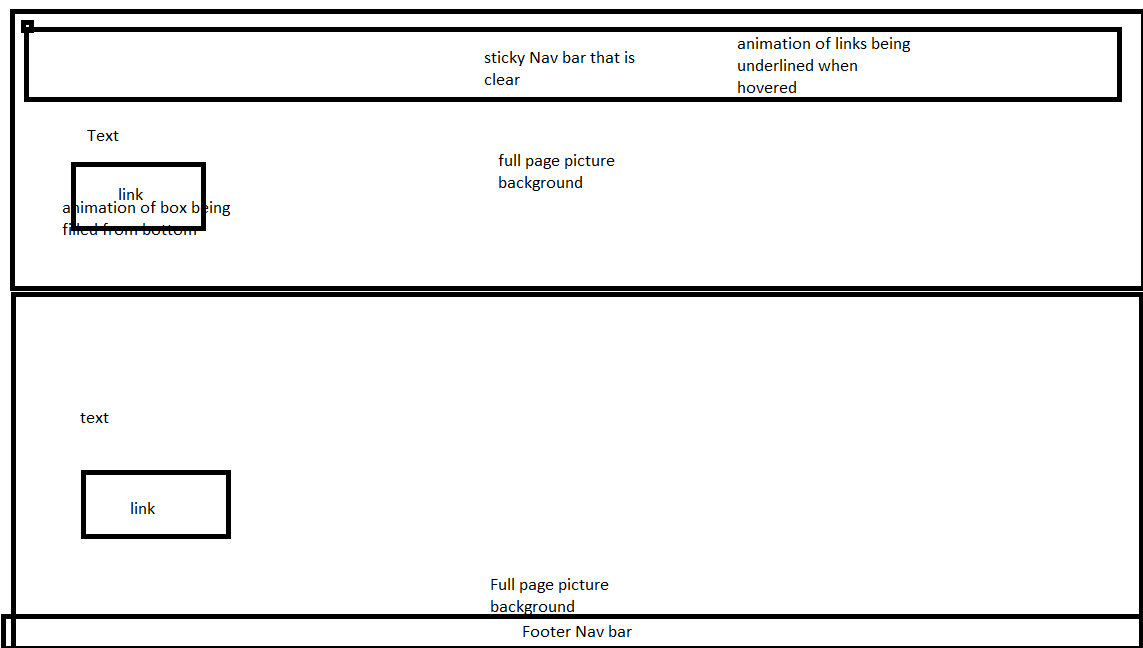 sticky Nav bar that is
clear
animation of links being
underlined when
hovered
Text
link
animation of box being
filled from bottom
full page picture
background
text
link
Full page picture
background
Footer Nav bar